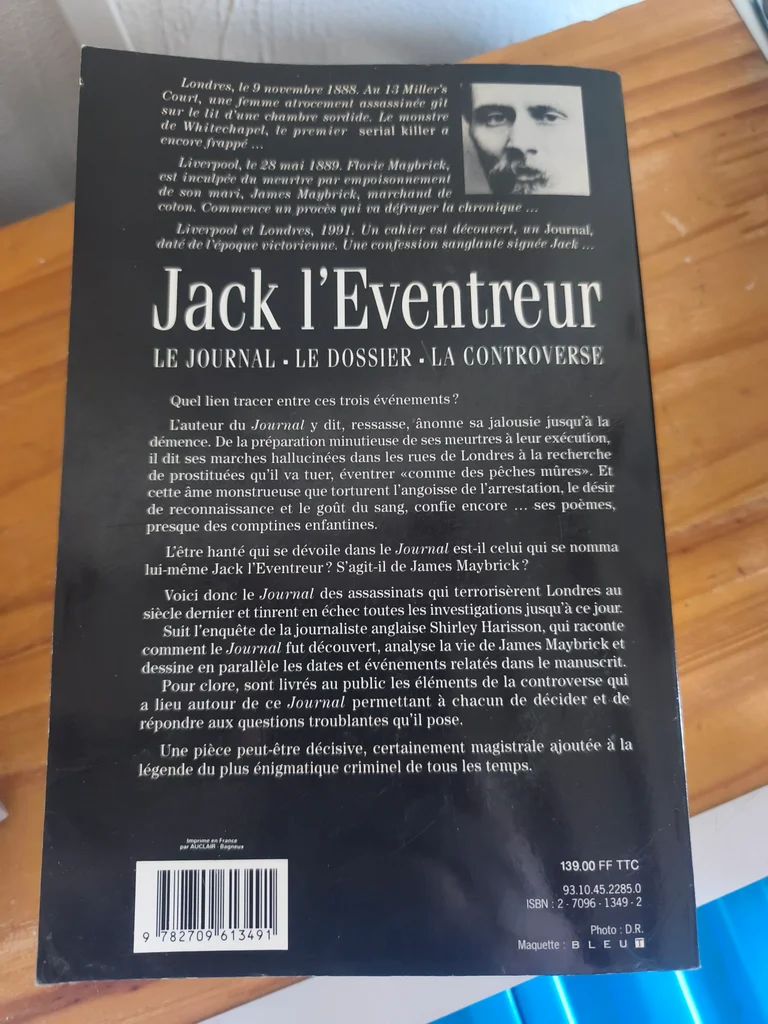 Londres, le 9 novembre 1888. Au 13 Miller's
Court, une femme atrocement assassinée gît
sur le lit d'une chambre sordide. Le monstre
de Whitechapel, le premier serial killer a
encore frappé ...
Liverpool, le 28 mai 1889. Florie Maybrick,
est inculpée du meurtre par empoisonnement
de son mari, James Maybrick, marchand de
coton. Commence un procès qui va défrayer la chronique ...
Liverpool et Londres, 1991. Un cahier est découvert, un Journal,
daté de l'époque victorienne. Une confession sanglante signée Jack ...
Jack l'Eventreur
LE JOURNAL - LE DOSSIER - LA CONTROVERSE
Quel lien tracer entre ces trois événements ?
L'auteur du Journal y dit, ressasse, ânonne sa jalousie jusqu'à la
démence. De la préparation minutieuse de ses meurtres à leur exécution,
il dit ses marches hallucinées dans les rues de Londres à la recherche
de prostituées qu'il va tuer, éventrer «comme des pêches mûres». Et
cette âme monstrueuse que torturent l'angoisse de l'arrestation, le désir
de reconnaissance et le goût du sang, confie encore ... ses poèmes,
presque des comptines enfantines.
L'être hanté qui se dévoile dans le Journal est-il celui qui se nomma
lui-même Jack l'Eventreur ? S'agit-il de James Maybrick ?
Voici donc le Journal des assassinats qui terrorisèrent Londres au
siècle dernier et tinrent en échec toutes les investigations jusqu'à ce jour.
Suit l'enquête de la journaliste anglaise Shirley Harisson, qui raconte
comment le Journal fut découvert, analyse la vie de James Maybrick et
dessine en parallèle les dates et événements relatés dans le manuscrit.
Pour clore, sont livrés au public les éléments de la controverse qui
a lieu autour de ce Journal permettant à chacun de décider et de
répondre aux questions troublantes qu'il pose.
Une pièce peut-être décisive, certainement magistrale ajoutée à la
légende du plus énigmatique criminel de tous les temps.
Imprimé en France
par AUCLAIR - Bagneux
9 782709 613491
139.00 FF TTC
93.10.45.2285.0
ISBN : 2 - 7096 - 1349 - 2
Photo : D.R.
Maquette : BLEU T